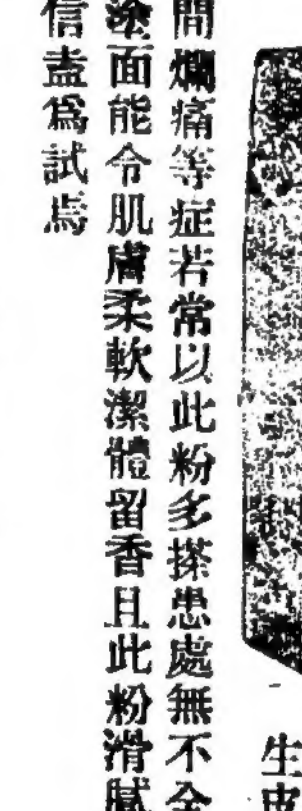 生
間爛痛等症若常以此粉多搽患處無不全
塗面能令肌膚柔軟潔體留香且此粉滑膩
信盍爲試焉